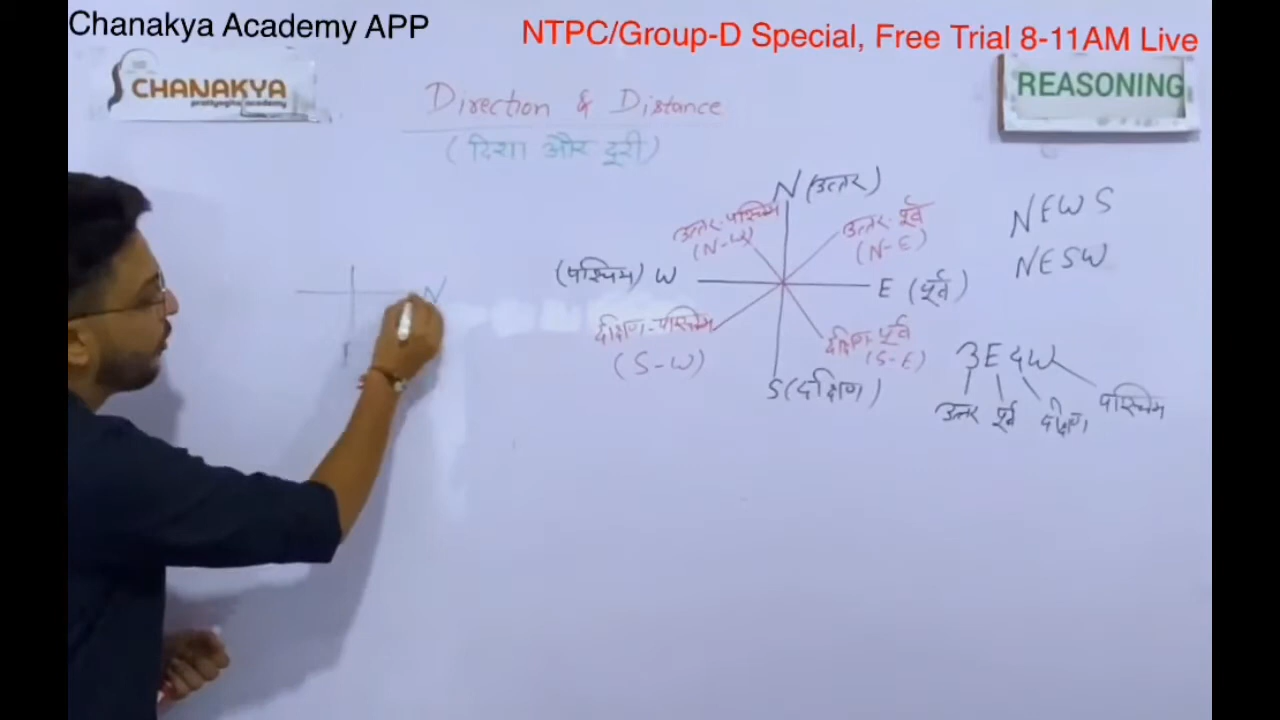 Chanakya Academy APP
NTPC/Group-D Special, Free Trial 8-11AM Live
CHANAKYA
REASONING
Direction & Distance
(दिशा और दूरी)
N (उत्तर)
उत्तर-पश्चिम
(N-W)
उत्तर-पूर्व
(N-E)
NEWS
NESW
(पश्चिम) W
E (पूर्व)
N
दक्षिण-पश्चिम
(S-W)
दक्षिण-पूर्व
(S-E)
S (दक्षिण)
उEदW
उत्तर पूर्व दक्षिण पश्चिम